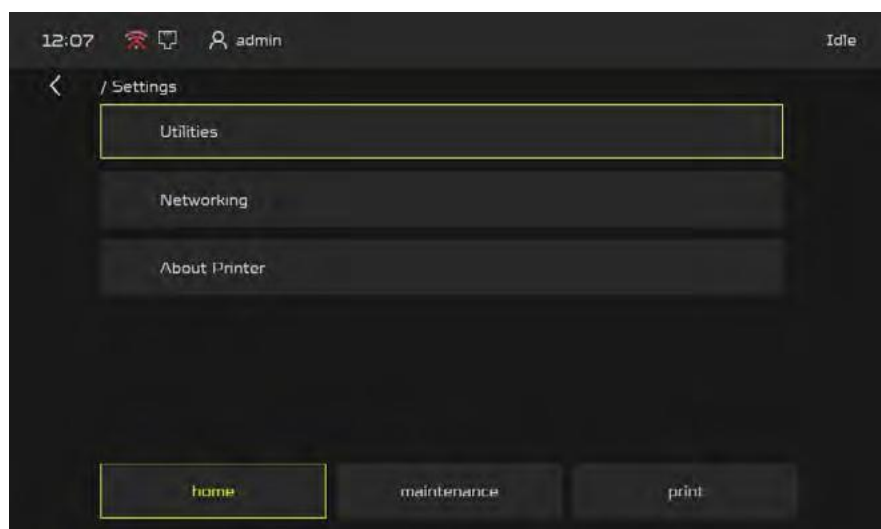 12:07 admin Idle
/ Settings
Utilities
Networking
About Printer
home maintenance print